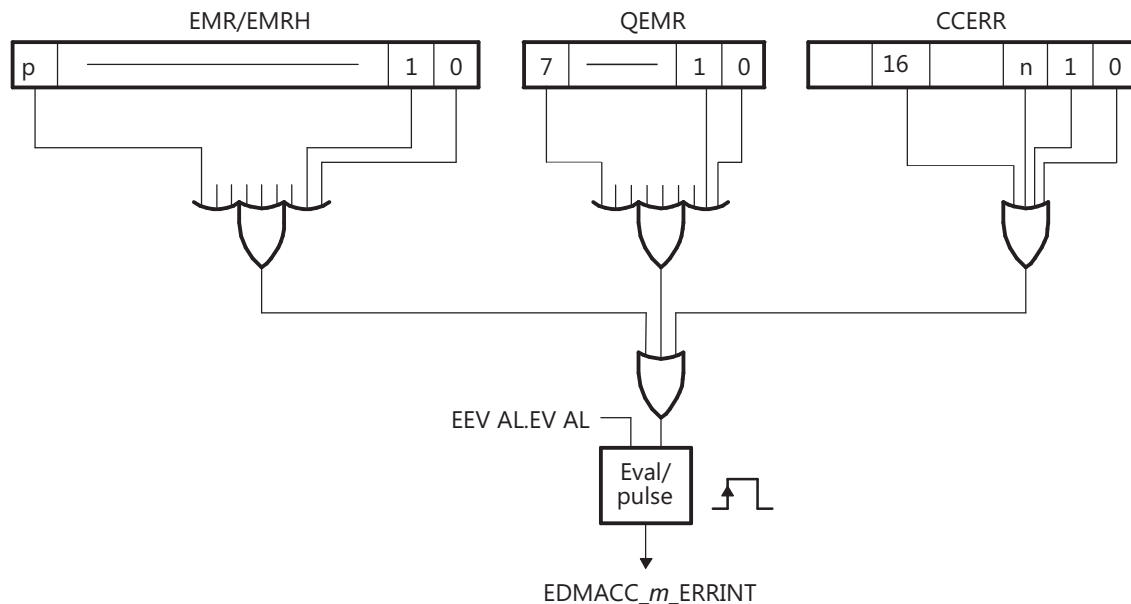 EMR/EMRH QEMR CCERR
p 1 0 7 1 0 16 n 1 0
EEV AL.EV AL
Eval/
pulse
EDMACC_m_ERRINT